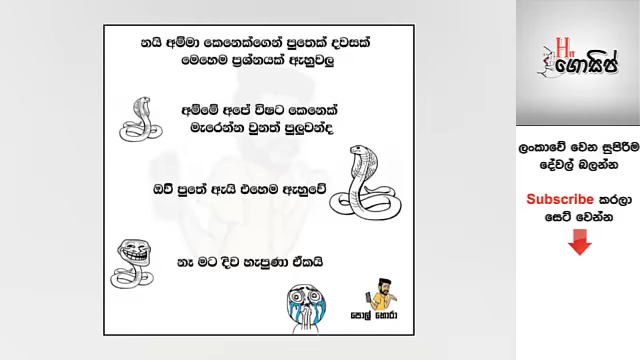 නයි අම්මා කෙනෙක්ගෙන් පුතෙක් දවසක්
මෙහෙම ප්‍රශ්නයක් ඇහුවලු
අම්මේ අපේ විෂට කෙනෙක්
මැරෙන්න වුනත් පුලුවන්ද
ඔව් පුතේ ඇයි එහෙම ඇහුවේ
නෑ මට දිව හැපුණා ඒකයි
පොල් හොරා
Hit
ගොසිප්
ලංකාවේ වෙන සුපිරිම
දේවල් බලන්න
Subscribe කරලා
සෙට් වෙන්න